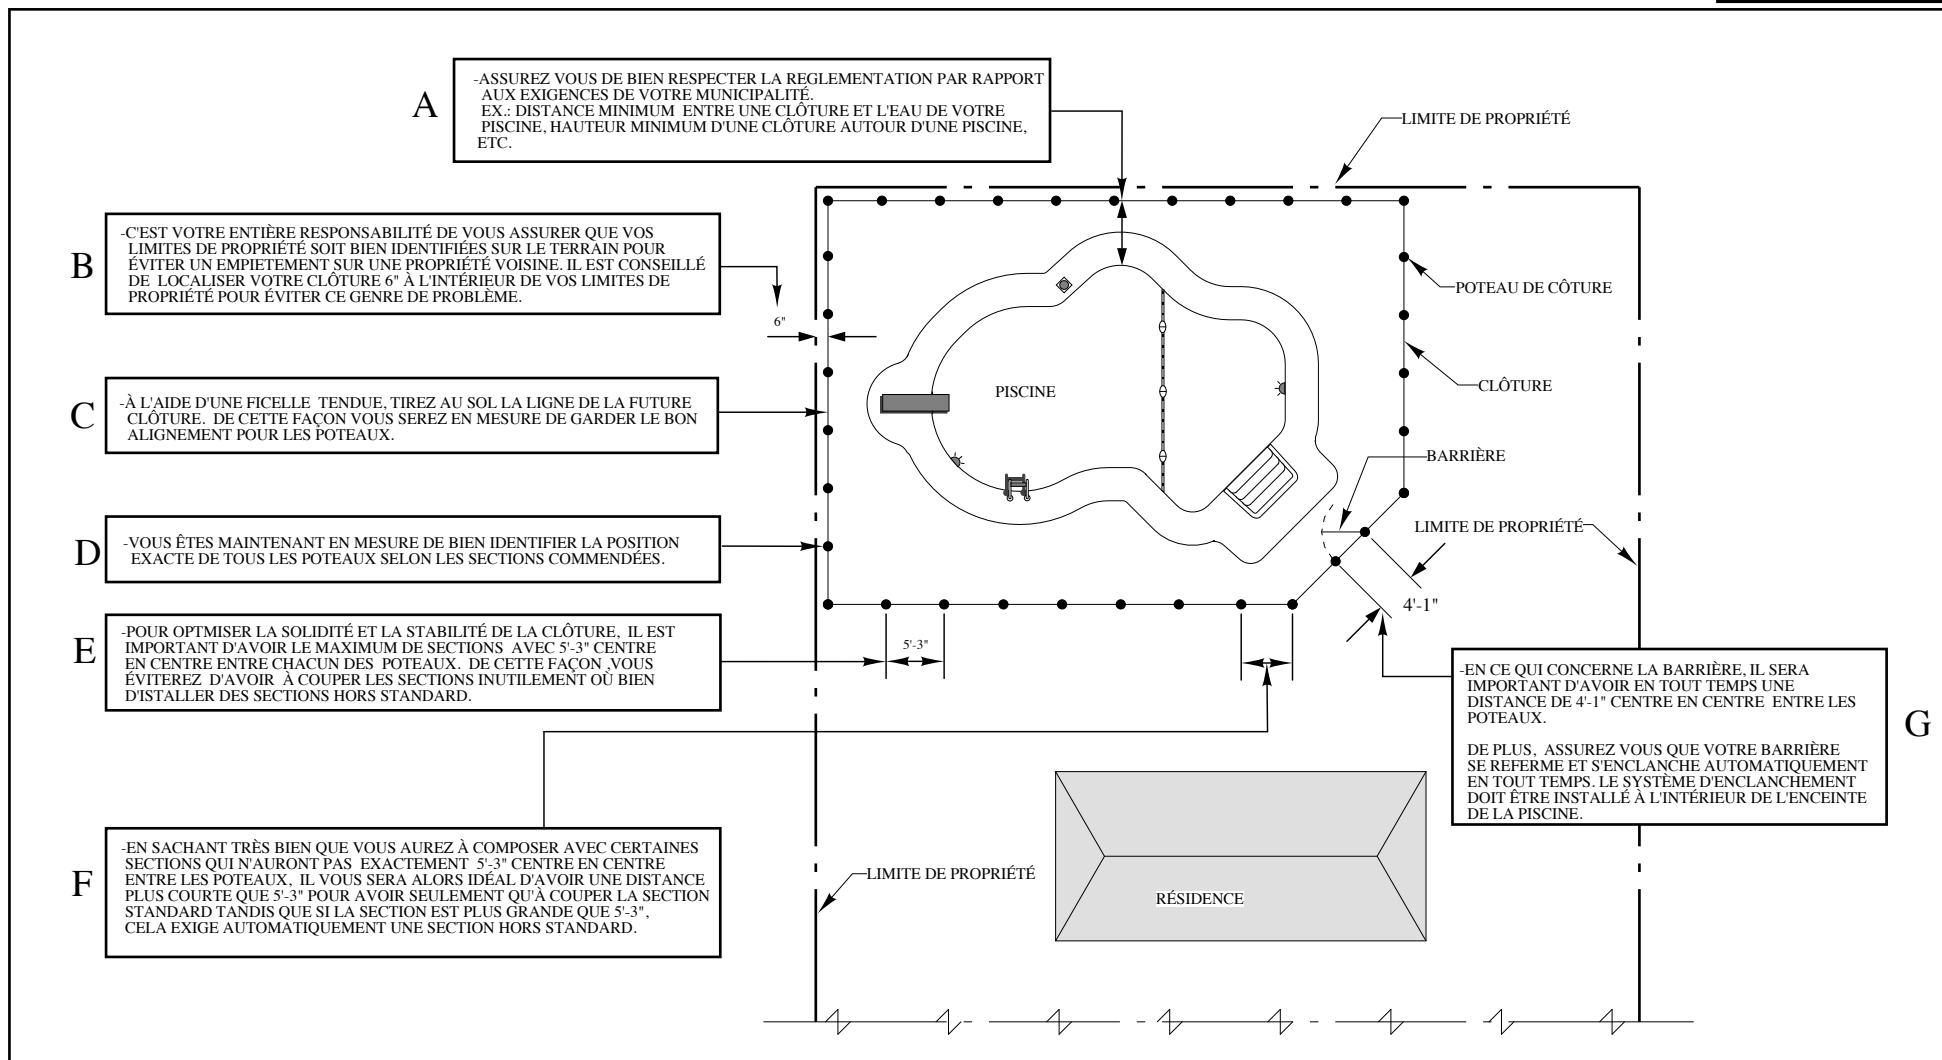 A
-ASSUREZ VOUS DE BIEN RESPECTER LA REGLEMENTATION PAR RAPPORT
AUX EXIGENCES DE VOTRE MUNICIPALITÉ.
EX.: DISTANCE MINIMUM ENTRE UNE CLÔTURE ET L'EAU DE VOTRE
PISCINE, HAUTEUR MINIMUM D'UNE CLÔTURE AUTOUR D'UNE PISCINE,
ETC.
LIMITE DE PROPRIÉTÉ
B
-C'EST VOTRE ENTIÈRE RESPONSABILITÉ DE VOUS ASSURER QUE VOS
LIMITES DE PROPRIÉTÉ SOIT BIEN IDENTIFIÉES SUR LE TERRAIN POUR
ÉVITER UN EMPIETEMENT SUR UNE PROPRIÉTÉ VOISINE. IL EST CONSEILLÉ
DE LOCALISER VOTRE CLÔTURE 6" À L'INTÉRIEUR DE VOS LIMITES DE
PROPRIÉTÉ POUR ÉVITER CE GENRE DE PROBLÈME.
6"
POTEAU DE CÔTURE
CLÔTURE
PISCINE
C
-À L'AIDE D'UNE FICELLE TENDUE, TIREZ AU SOL LA LIGNE DE LA FUTURE
CLÔTURE. DE CETTE FAÇON VOUS SEREZ EN MESURE DE GARDER LE BON
ALIGNEMENT POUR LES POTEAUX.
BARRIÈRE
LIMITE DE PROPRIÉTÉ
D
-VOUS ÊTES MAINTENANT EN MESURE DE BIEN IDENTIFIER LA POSITION
EXACTE DE TOUS LES POTEAUX SELON LES SECTIONS COMMENDÉES.
4'-1"
E
-POUR OPTMISER LA SOLIDITÉ ET LA STABILITÉ DE LA CLÔTURE, IL EST
IMPORTANT D'AVOIR LE MAXIMUM DE SECTIONS AVEC 5'-3" CENTRE
EN CENTRE ENTRE CHACUN DES POTEAUX. DE CETTE FAÇON ,VOUS
ÉVITEREZ D'AVOIR À COUPER LES SECTIONS INUTILEMENT OÙ BIEN
D'ISTALLER DES SECTIONS HORS STANDARD.
5'-3"
-EN CE QUI CONCERNE LA BARRIÈRE, IL SERA
IMPORTANT D'AVOIR EN TOUT TEMPS UNE
DISTANCE DE 4'-1" CENTRE EN CENTRE ENTRE LES
POTEAUX.
DE PLUS, ASSUREZ VOUS QUE VOTRE BARRIÈRE
SE REFERME ET S'ENCLANCHE AUTOMATIQUEMENT
EN TOUT TEMPS. LE SYSTÈME D'ENCLANCHEMENT
DOIT ÊTRE INSTALLÉ À L'INTÉRIEUR DE L'ENCEINTE
DE LA PISCINE.
G
F
-EN SACHANT TRÈS BIEN QUE VOUS AUREZ À COMPOSER AVEC CERTAINES
SECTIONS QUI N'AURONT PAS EXACTEMENT 5'-3" CENTRE EN CENTRE
ENTRE LES POTEAUX, IL VOUS SERA ALORS IDÉAL D'AVOIR UNE DISTANCE
PLUS COURTE QUE 5'-3" POUR AVOIR SEULEMENT QU'À COUPER LA SECTION
STANDARD TANDIS QUE SI LA SECTION EST PLUS GRANDE QUE 5'-3",
CELA EXIGE AUTOMATIQUEMENT UNE SECTION HORS STANDARD.
LIMITE DE PROPRIÉTÉ
RÉSIDENCE